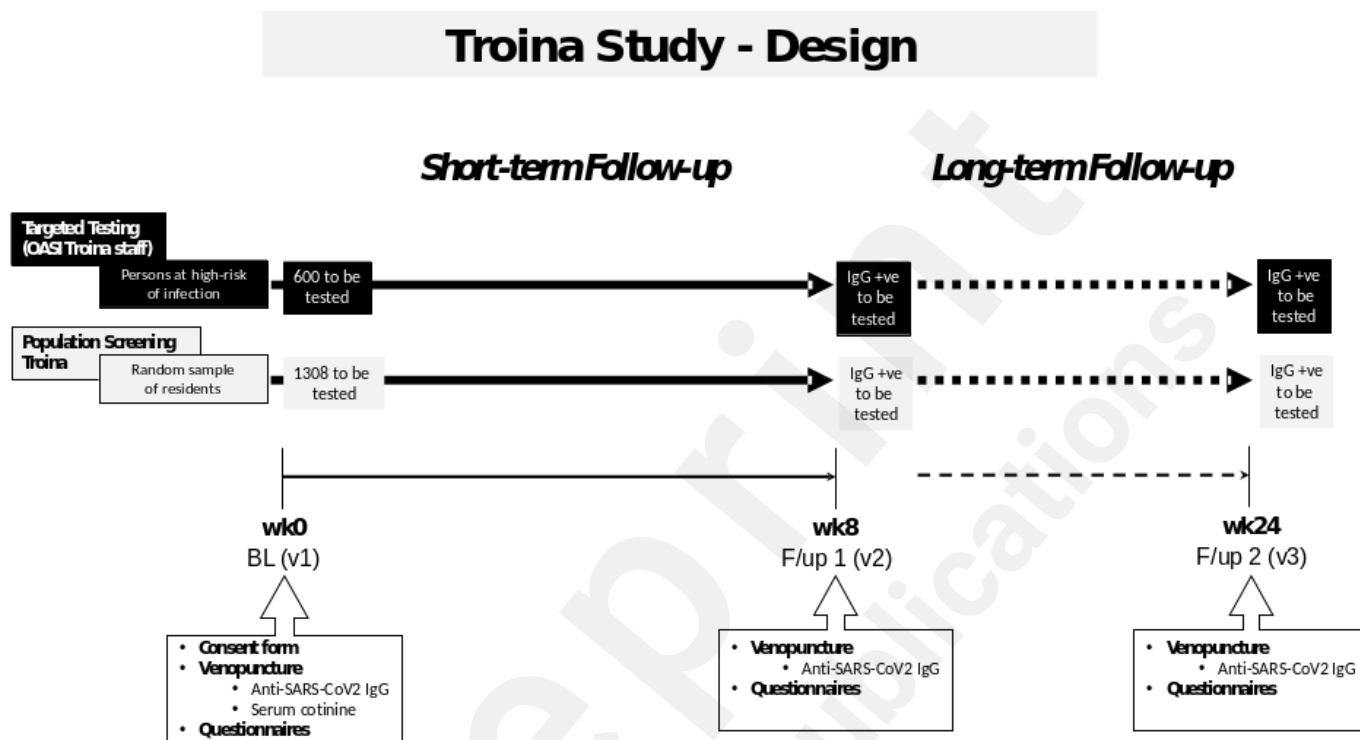 Troina Study - Design
Short-term Follow-up
Long-term Follow-up
Targeted Testing
(OASI Troina staff)
Persons at high-risk
of infection
600 to be
tested
IgG +ve
to be
tested
IgG +ve
to be
tested
Population Screening
Troina
Random sample
of residents
1308 to be
tested
IgG +ve
to be
tested
IgG +ve
to be
tested
wk0
BL (v1)
wk8
F/up 1 (v2)
wk24
F/up 2 (v3)
• Consent form
• Venopuncture
• Anti-SARS-CoV2 IgG
• Serum cotinine
• Questionnaires
• Venopuncture
• Anti-SARS-CoV2 IgG
• Questionnaires
• Venopuncture
• Anti-SARS-CoV2 IgG
• Questionnaires